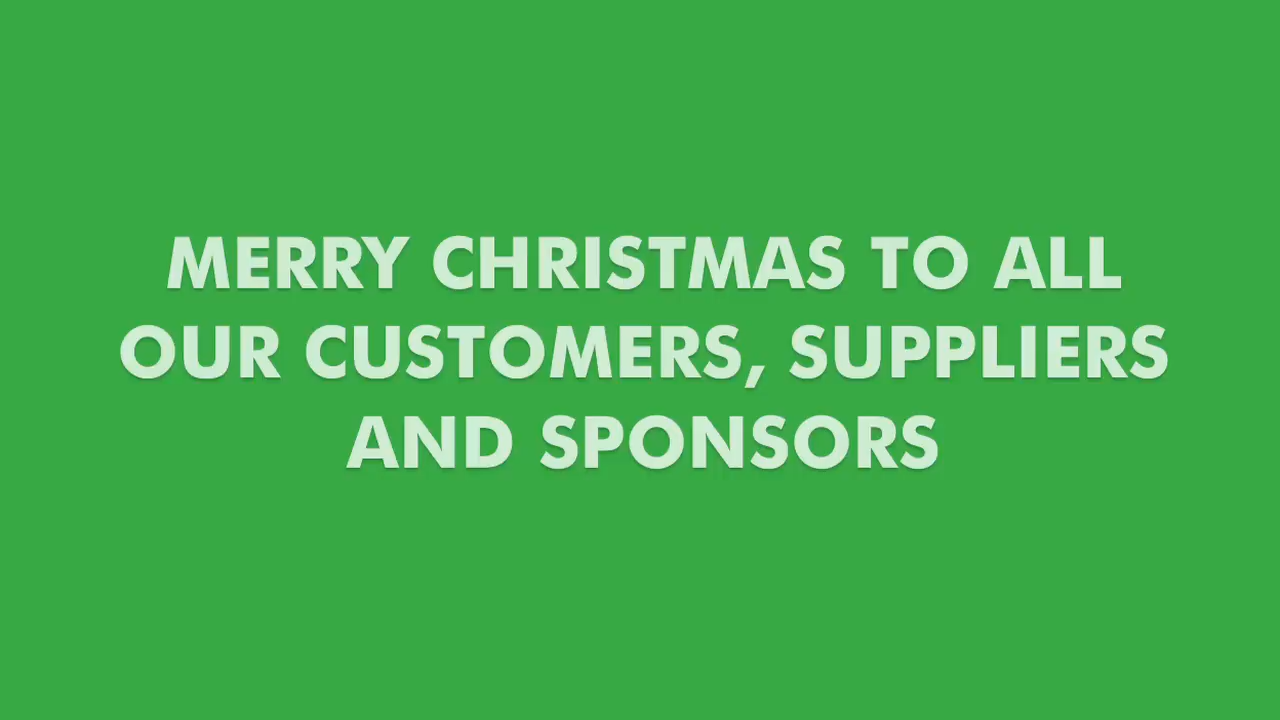 MERRY CHRISTMAS TO ALL
OUR CUSTOMERS, SUPPLIERS
AND SPONSORS